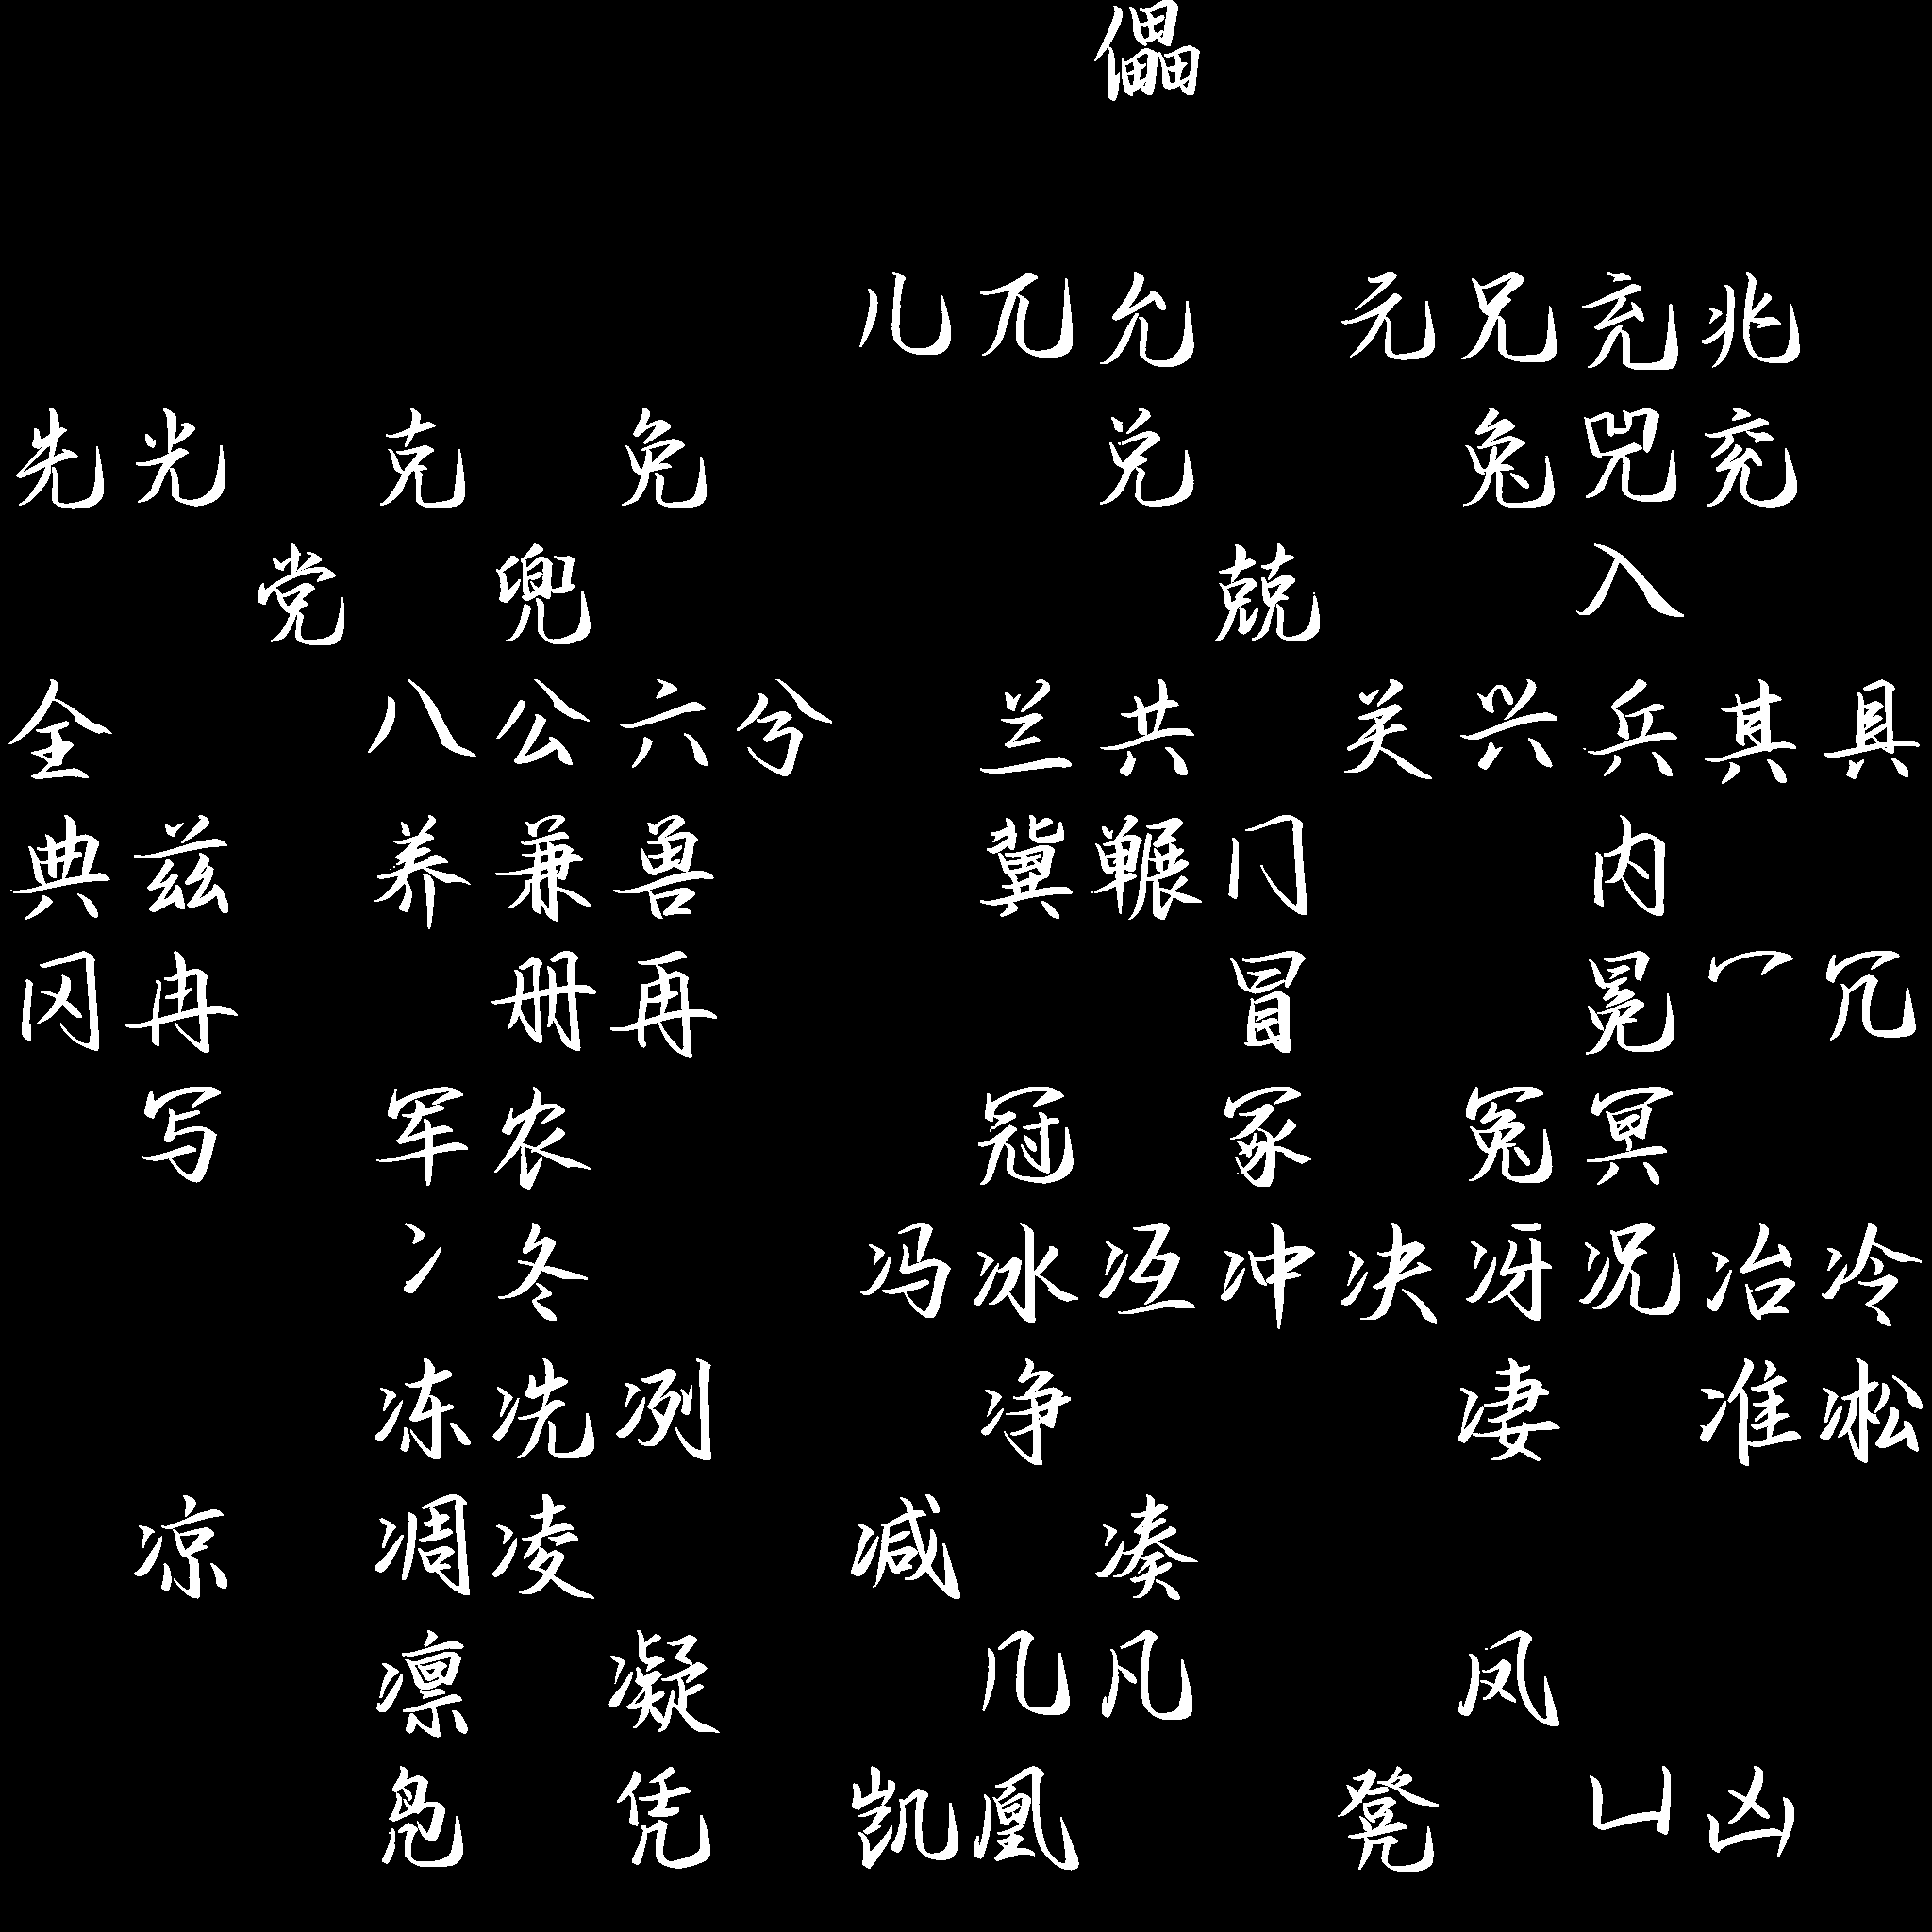 儡
儿兀允元兄充兆
先光克免兑兔兕兖
党兜兢入
全八公六兮兰共关兴兵其具
典兹养兼兽冀冁冂内
冈冉册再冒冕冖冗
写军农冠冢冤冥
冫冬冯冰冱冲决冴况冶冷
冻冼冽净凄准凇
凉凋凌减凑
凛凝几凡凤
凫凭凯凰凳凵凶